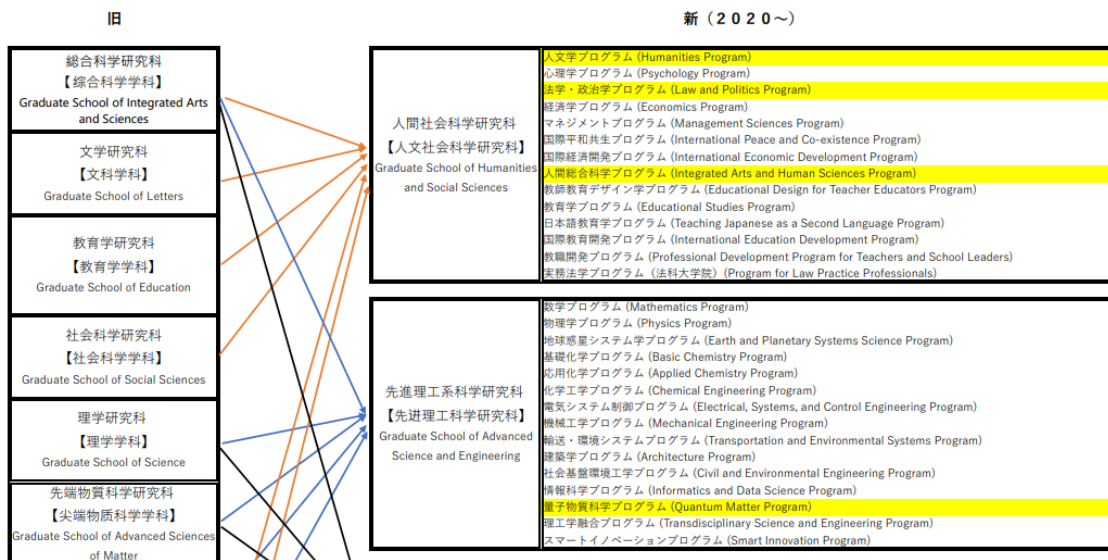 旧
新（２０２０～）
総合科学研究科
【综合科学学科】
Graduate School of Integrated Arts
and Sciences
文学研究科
【文科学科】
Graduate School of Letters
教育学研究科
【教育学学科】
Graduate School of Education
社会科学研究科
【社会科学学科】
Graduate School of Social Sciences
理学研究科
【理学学科】
Graduate School of Science
先端物質科学研究科
【尖端物质科学学科】
Graduate School of Advanced Sciences
of Matter
人間社会科学研究科
【人文社会科学研究科】
Graduate School of Humanities
and Social Sciences
人文学プログラム (Humanities Program)
心理学プログラム (Psychology Program)
法学・政治学プログラム (Law and Politics Program)
経済学プログラム (Economics Program)
マネジメントプログラム (Management Sciences Program)
国際平和共生プログラム (International Peace and Co-existence Program)
国際経済開発プログラム (International Economic Development Program)
人間総合科学プログラム (Integrated Arts and Human Sciences Program)
教師教育デザイン学プログラム (Educational Design for Teacher Educators Program)
教育学プログラム (Educational Studies Program)
日本語教育学プログラム (Teaching Japanese as a Second Language Program)
国際教育開発プログラム (International Education Development Program)
教職開発プログラム (Professional Development Program for Teachers and School Leaders)
実務法学プログラム（法科大学院）(Program for Law Practice Professionals)
先進理工系科学研究科
【先进理工科学研究科】
Graduate School of Advanced
Science and Engineering
数学プログラム (Mathematics Program)
物理学プログラム (Physics Program)
地球惑星システム学プログラム (Earth and Planetary Systems Science Program)
基礎化学プログラム (Basic Chemistry Program)
応用化学プログラム (Applied Chemistry Program)
化学工学プログラム (Chemical Engineering Program)
電気システム制御プログラム (Electrical, Systems, and Control Engineering Program)
機械工学プログラム (Mechanical Engineering Program)
輸送・環境システムプログラム (Transportation and Environmental Systems Program)
建築学プログラム (Architecture Program)
社会基盤環境工学プログラム (Civil and Environmental Engineering Program)
情報科学プログラム (Informatics and Data Science Program)
量子物質科学プログラム (Quantum Matter Program)
理工学融合プログラム (Transdisciplinary Science and Engineering Program)
スマートイノベーションプログラム (Smart Innovation Program)